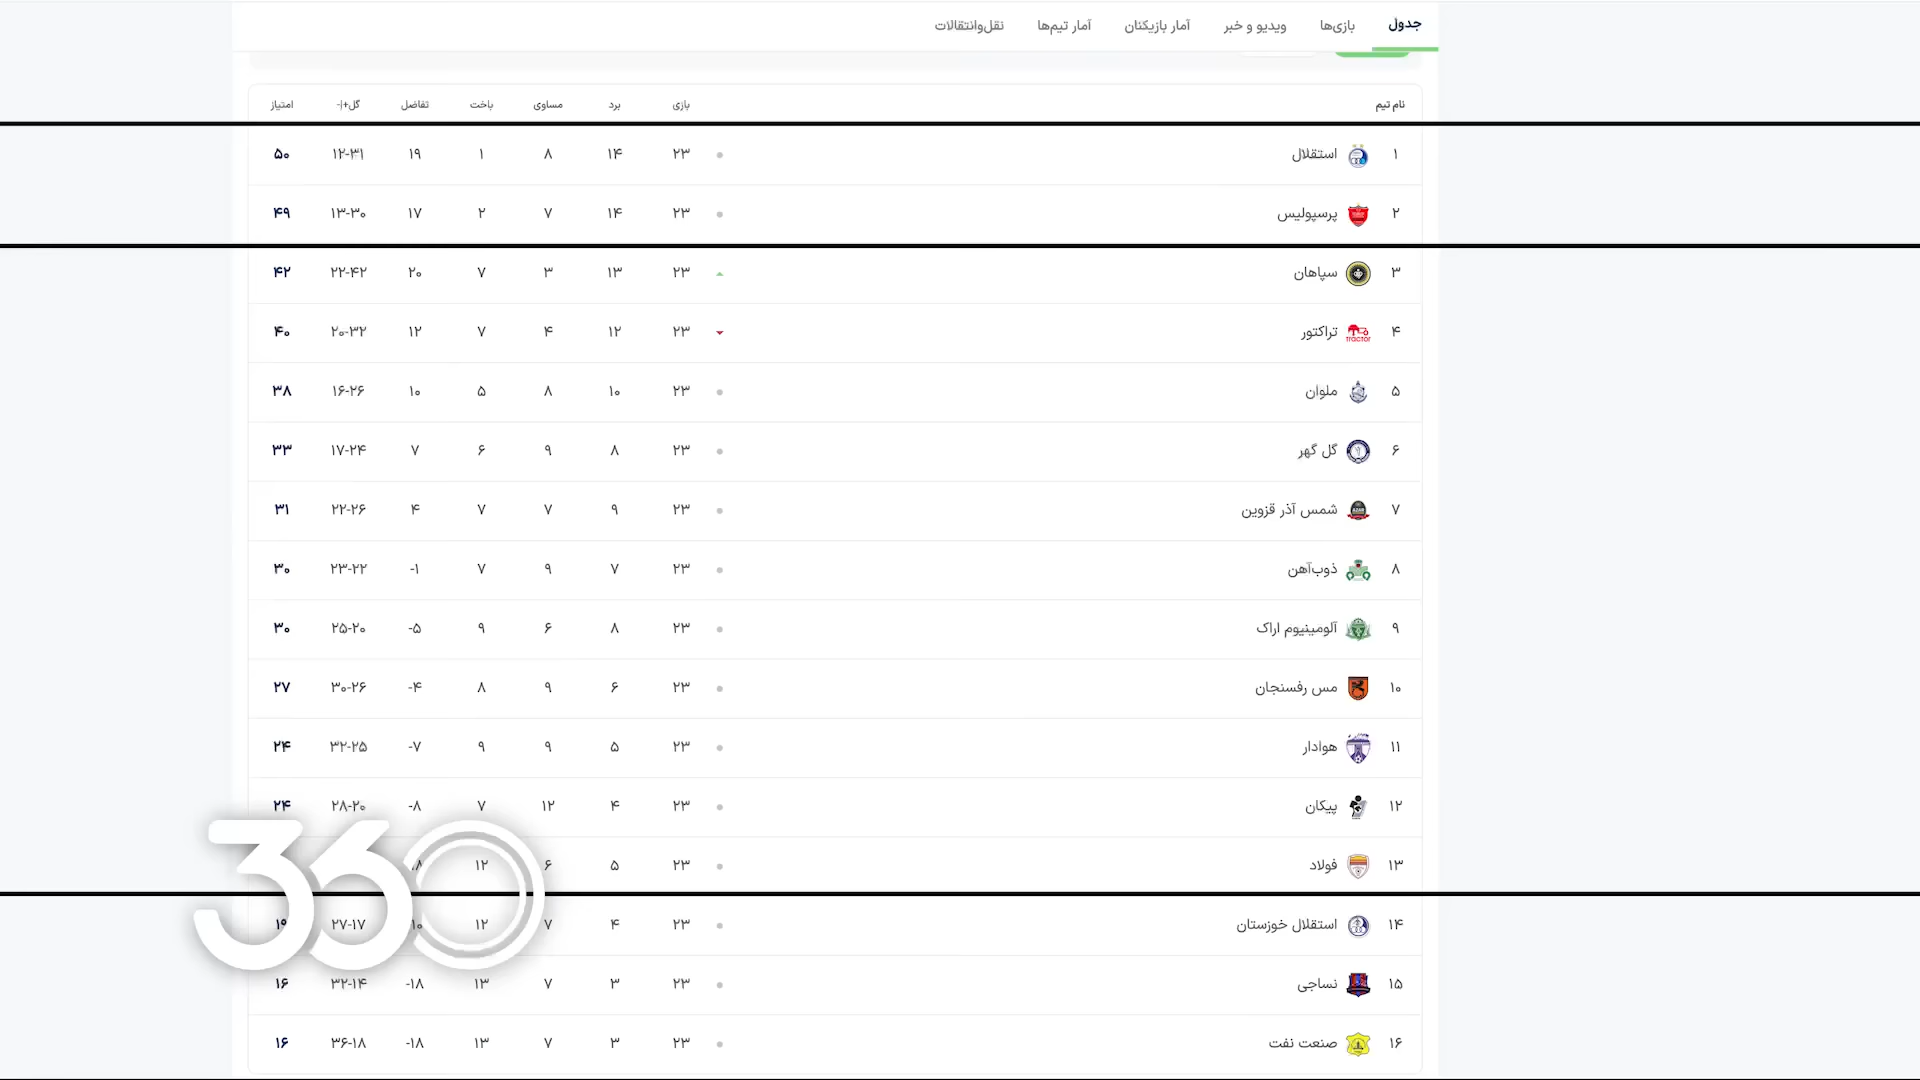 جدول بازی‌ها ویدیو و خبر آمار بازیکنان آمار تیم‌ها نقل‌وانتقالات
نام تیم بازی برد مساوی باخت تفاضل گل+/- امتیاز
۱ استقلال ۲۳ ۱۴ ۸ ۱ ۱۹ ۱۲-۳۱ ۵۰
۲ پرسپولیس ۲۳ ۱۴ ۷ ۲ ۱۷ ۱۳-۳۰ ۴۹
۳ سپاهان ۲۳ ۱۳ ۳ ۷ ۲۰ ۲۲-۴۲ ۴۲
۴ تراکتور ۲۳ ۱۲ ۴ ۷ ۱۲ ۲۰-۳۲ ۴۰
۵ ملوان ۲۳ ۱۰ ۸ ۵ ۱۰ ۱۶-۲۶ ۳۸
۶ گل گهر ۲۳ ۸ ۹ ۶ ۷ ۱۷-۲۴ ۳۳
۷ شمس آذر قزوین ۲۳ ۹ ۷ ۷ ۴ ۲۲-۲۶ ۳۱
۸ ذوب‌آهن ۲۳ ۷ ۹ ۷ -۱ ۲۳-۲۲ ۳۰
۹ آلومینیوم اراک ۲۳ ۸ ۶ ۹ -۵ ۲۵-۲۰ ۳۰
۱۰ مس رفسنجان ۲۳ ۶ ۹ ۸ -۴ ۳۰-۲۶ ۲۷
۱۱ هوادار ۲۳ ۵ ۹ ۹ -۷ ۳۲-۲۵ ۲۴
۱۲ پیکان ۲۳ ۴ ۱۲ ۷ -۸ ۲۸-۲۰ ۲۴
۱۳ فولاد ۲۳ ۵ ۶ ۱۲
۱۴ استقلال خوزستان ۲۳ ۴ ۷ ۱۲ ۱۰ ۲۷-۱۷ ۱۹
۱۵ نساجی ۲۳ ۳ ۷ ۱۳ -۱۸ ۳۲-۱۴ ۱۶
۱۶ صنعت نفت ۲۳ ۳ ۷ ۱۳ -۱۸ ۳۶-۱۸ ۱۶
360